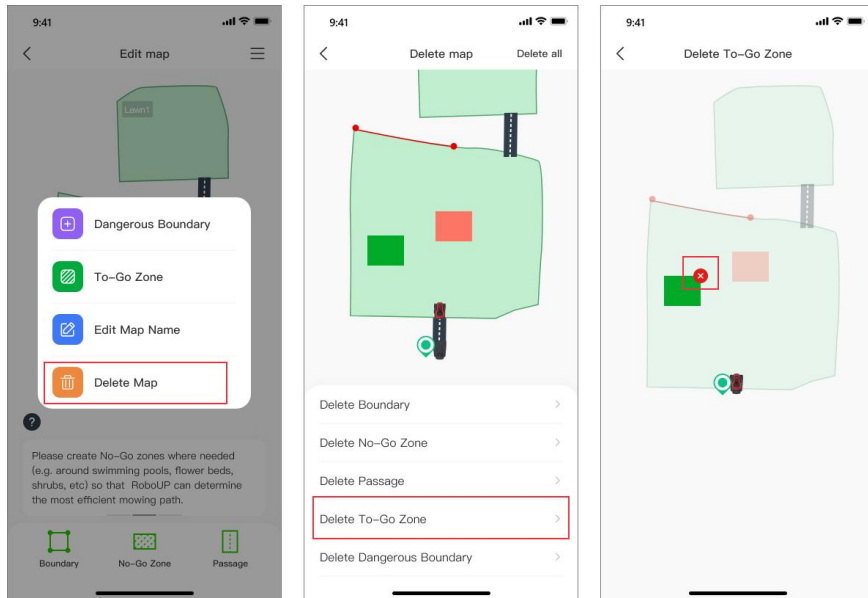 9:41
Edit map
Lawn1
Dangerous Boundary
To-Go Zone
Edit Map Name
Delete Map
?
Please create No-Go zones where needed
(e.g. around swimming pools, flower beds,
shrubs, etc) so that RoboUP can determine
the most efficient mowing path.
Boundary No-Go Zone Passage
9:41
Delete map Delete all
Delete Boundary
Delete No-Go Zone
Delete Passage
Delete To-Go Zone
Delete Dangerous Boundary
9:41
Delete To-Go Zone